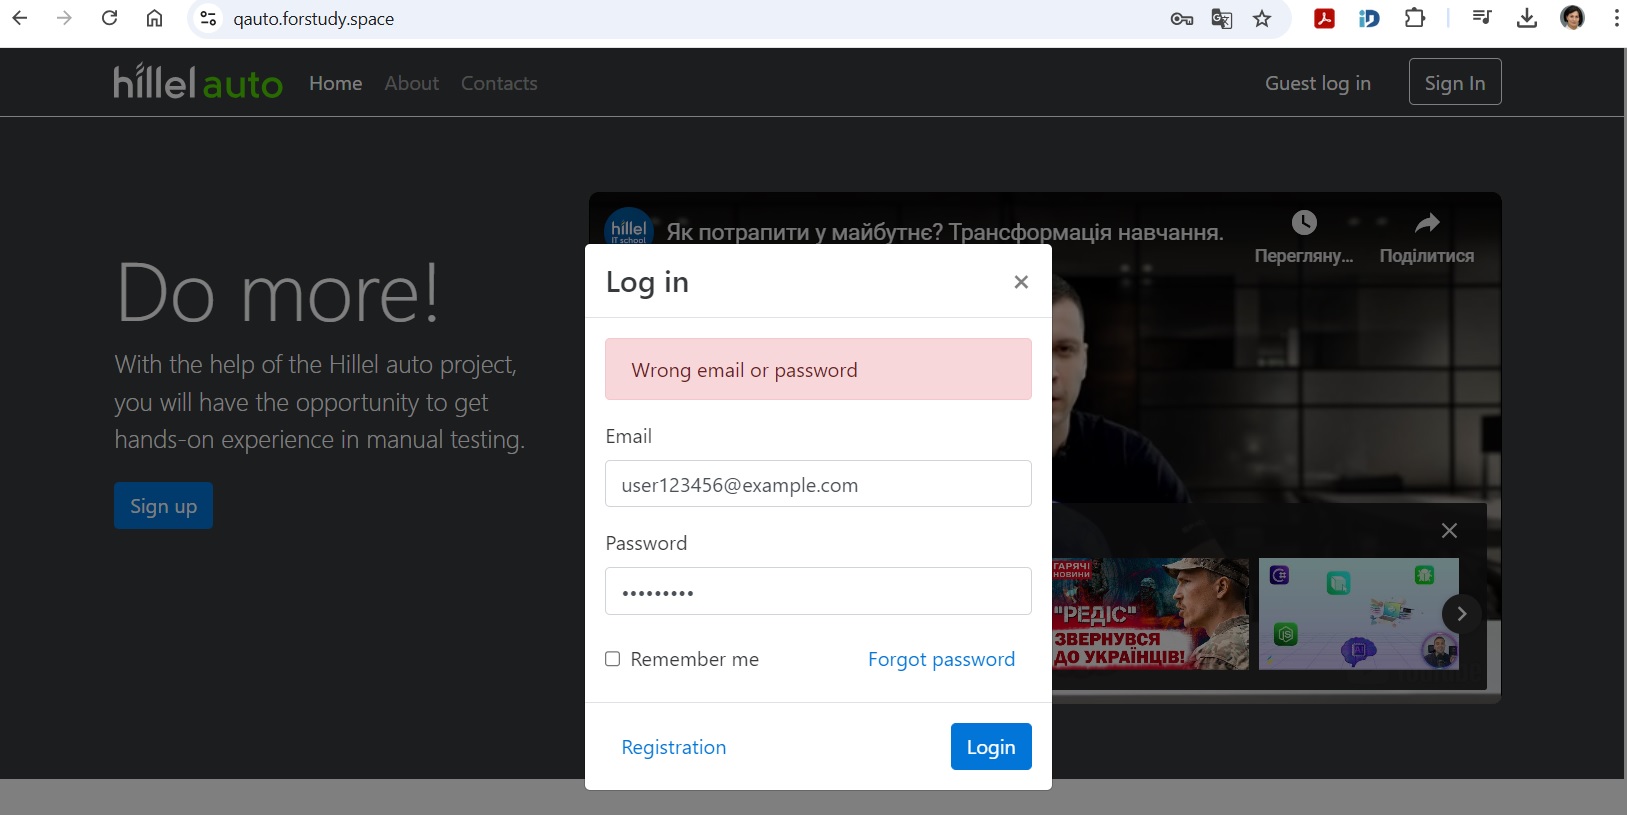 qauto.forstudy.space
hillel auto Home About Contacts Guest log in Sign In
hillel
IT school
Як потрапити у майбутнє? Трансформація навчання.
Перегляну...
Поділитися
Do more!
With the help of the Hillel auto project,
you will have the opportunity to get
hands-on experience in manual testing.
Sign up
Log in
Wrong email or password
Email
user123456@example.com
Password
Remember me
Forgot password
Registration
Login
ГАРЯЧІ
НОВИНИ
"РЕДІС"
ЗВЕРНУВСЯ
ДО УКРАЇНЦІВ!